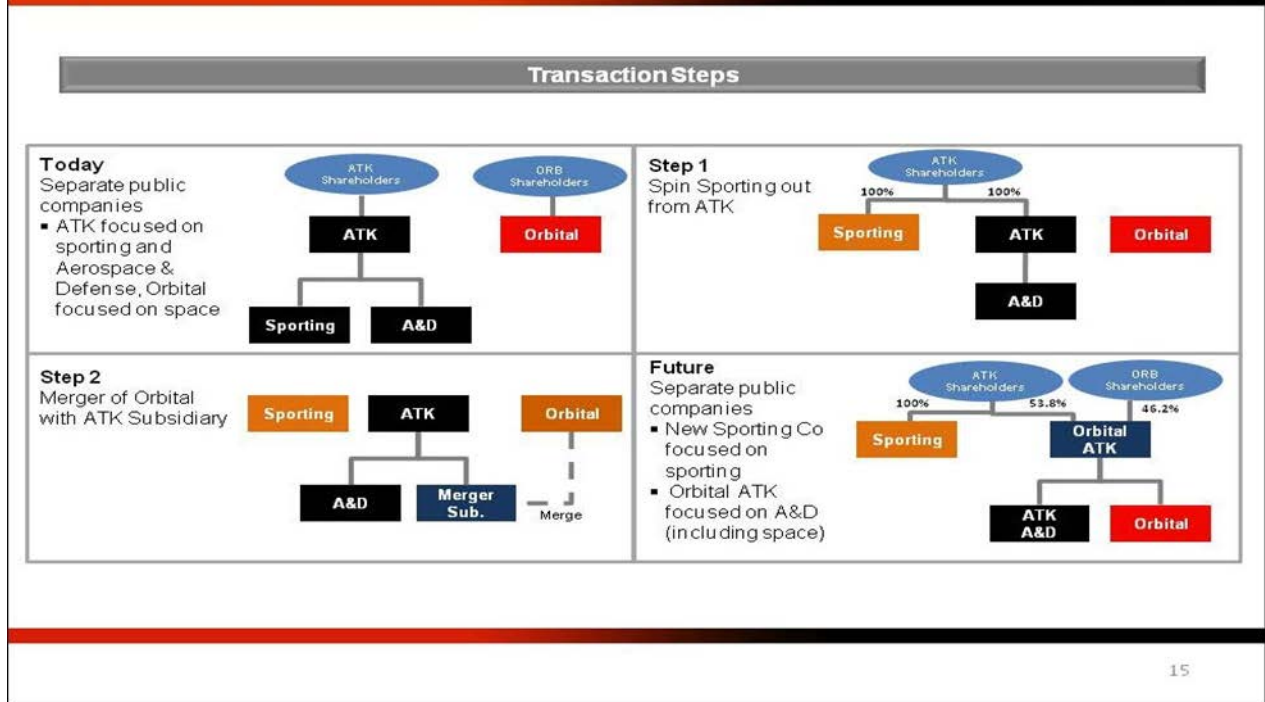 Transaction Steps
Today
Separate public
companies
▪ ATK focused on
sporting and
Aerospace &
Defense, Orbital
focused on space
ATK
Shareholders
ORB
Shareholders
ATK
Orbital
Sporting
A&D
Step 1
Spin Sporting out
from ATK
ATK
Shareholders
100%
100%
Sporting
ATK
Orbital
A&D
Step 2
Merger of Orbital
with ATK Subsidiary
Sporting
ATK
Orbital
A&D
Merger
Sub.
Merge
Future
Separate public
companies
▪ New Sporting Co
focused on
sporting
▪ Orbital ATK
focused on A&D
(including space)
ATK
Shareholders
ORB
Shareholders
100%
53.8%
46.2%
Sporting
Orbital
ATK
ATK
A&D
Orbital
15